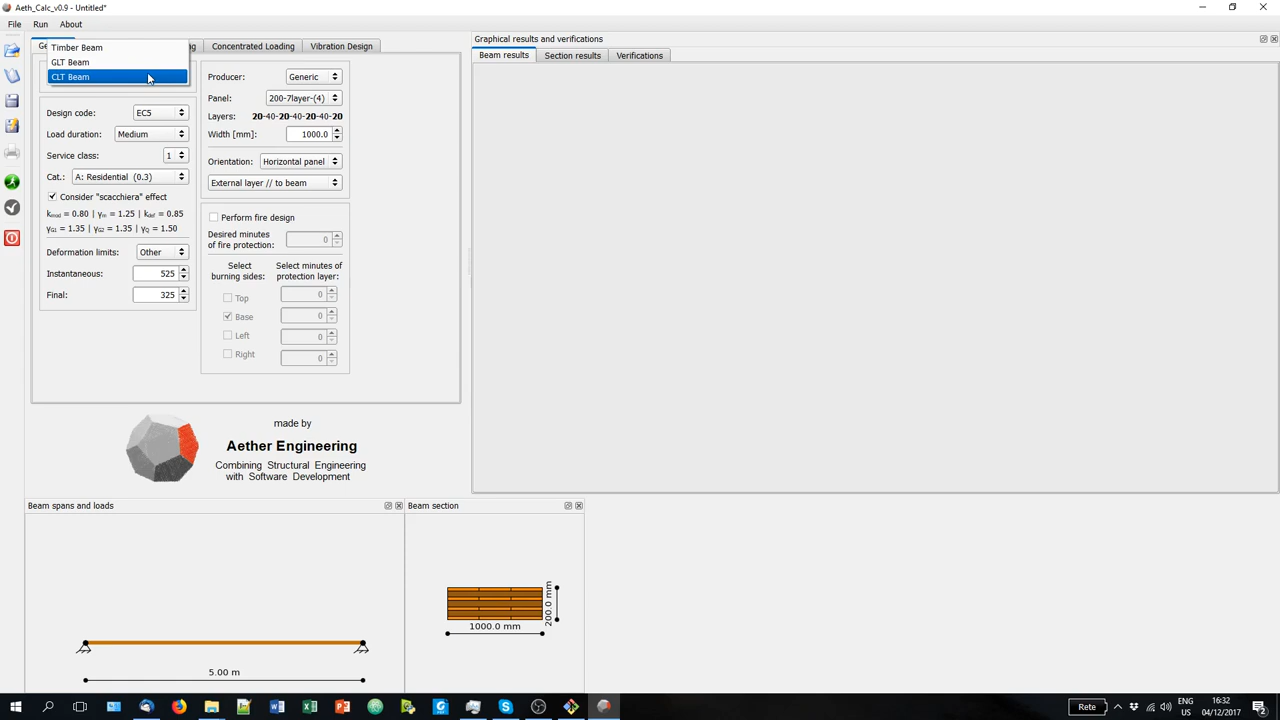 Aeth_Calc_v0.9 - Untitled*
File Run About
Timber Beam
GLT Beam
CLT Beam
Concentrated Loading
Vibration Design
Design code: EC5
Load duration: Medium
Service class: 1
Cat.: A: Residential (0.3)
Consider "scacchiera" effect
kmod = 0.80 | γm = 1.25 | kdef = 0.85
γG1 = 1.35 | γG2 = 1.35 | γQ = 1.50
Deformation limits: Other
Instantaneous: 525
Final: 325
Producer: Generic
Panel: 200-7layer-(4)
Layers: 20-40-20-40-20-40-20
Width [mm] 1000.0
Orientation: Horizontal panel
External layer // to beam
Perform fire design
Desired minutes
of fire protection: 0
Select
burning sides:
Select minutes of
protection layer:
Top 0
Base 0
Left 0
Right 0
made by
Aether Engineering
Combining Structural Engineering
with Software Development
Graphical results and verifications
Beam results
Section results
Verifications
Beam spans and loads
5.00 m
Beam section
200.0 mm
1000.0 mm
Rete
ENG
US
16:32
04/12/2017
2